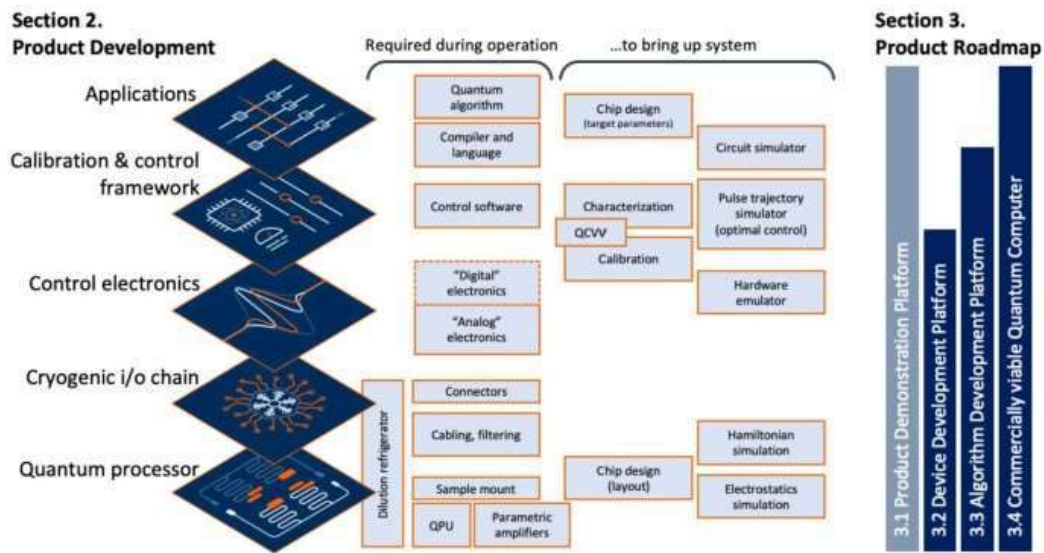 Section 2.
Product Development
Required during operation
...to bring up system
Section 3.
Product Roadmap
Applications
Calibration & control
framework
Control electronics
Cryogenic i/o chain
Quantum processor
Quantum
algorithm
Compiler and
language
Control software
"Digital"
electronics
"Analog"
electronics
Dilution refrigerator
Connectors
Cabling, filtering
Sample mount
QPU
Parametric
amplifiers
Chip design
(target parameters)
Circuit simulator
Characterization
QCVV
Calibration
Pulse trajectory
simulator
(optimal control)
Hardware
emulator
Chip design
(layout)
Hamiltonian
simulation
Electrostatics
simulation
3.1 Product Demonstration Platform
3.2 Device Development Platform
3.3 Algorithm Development Platform
3.4 Commercially viable Quantum Computer